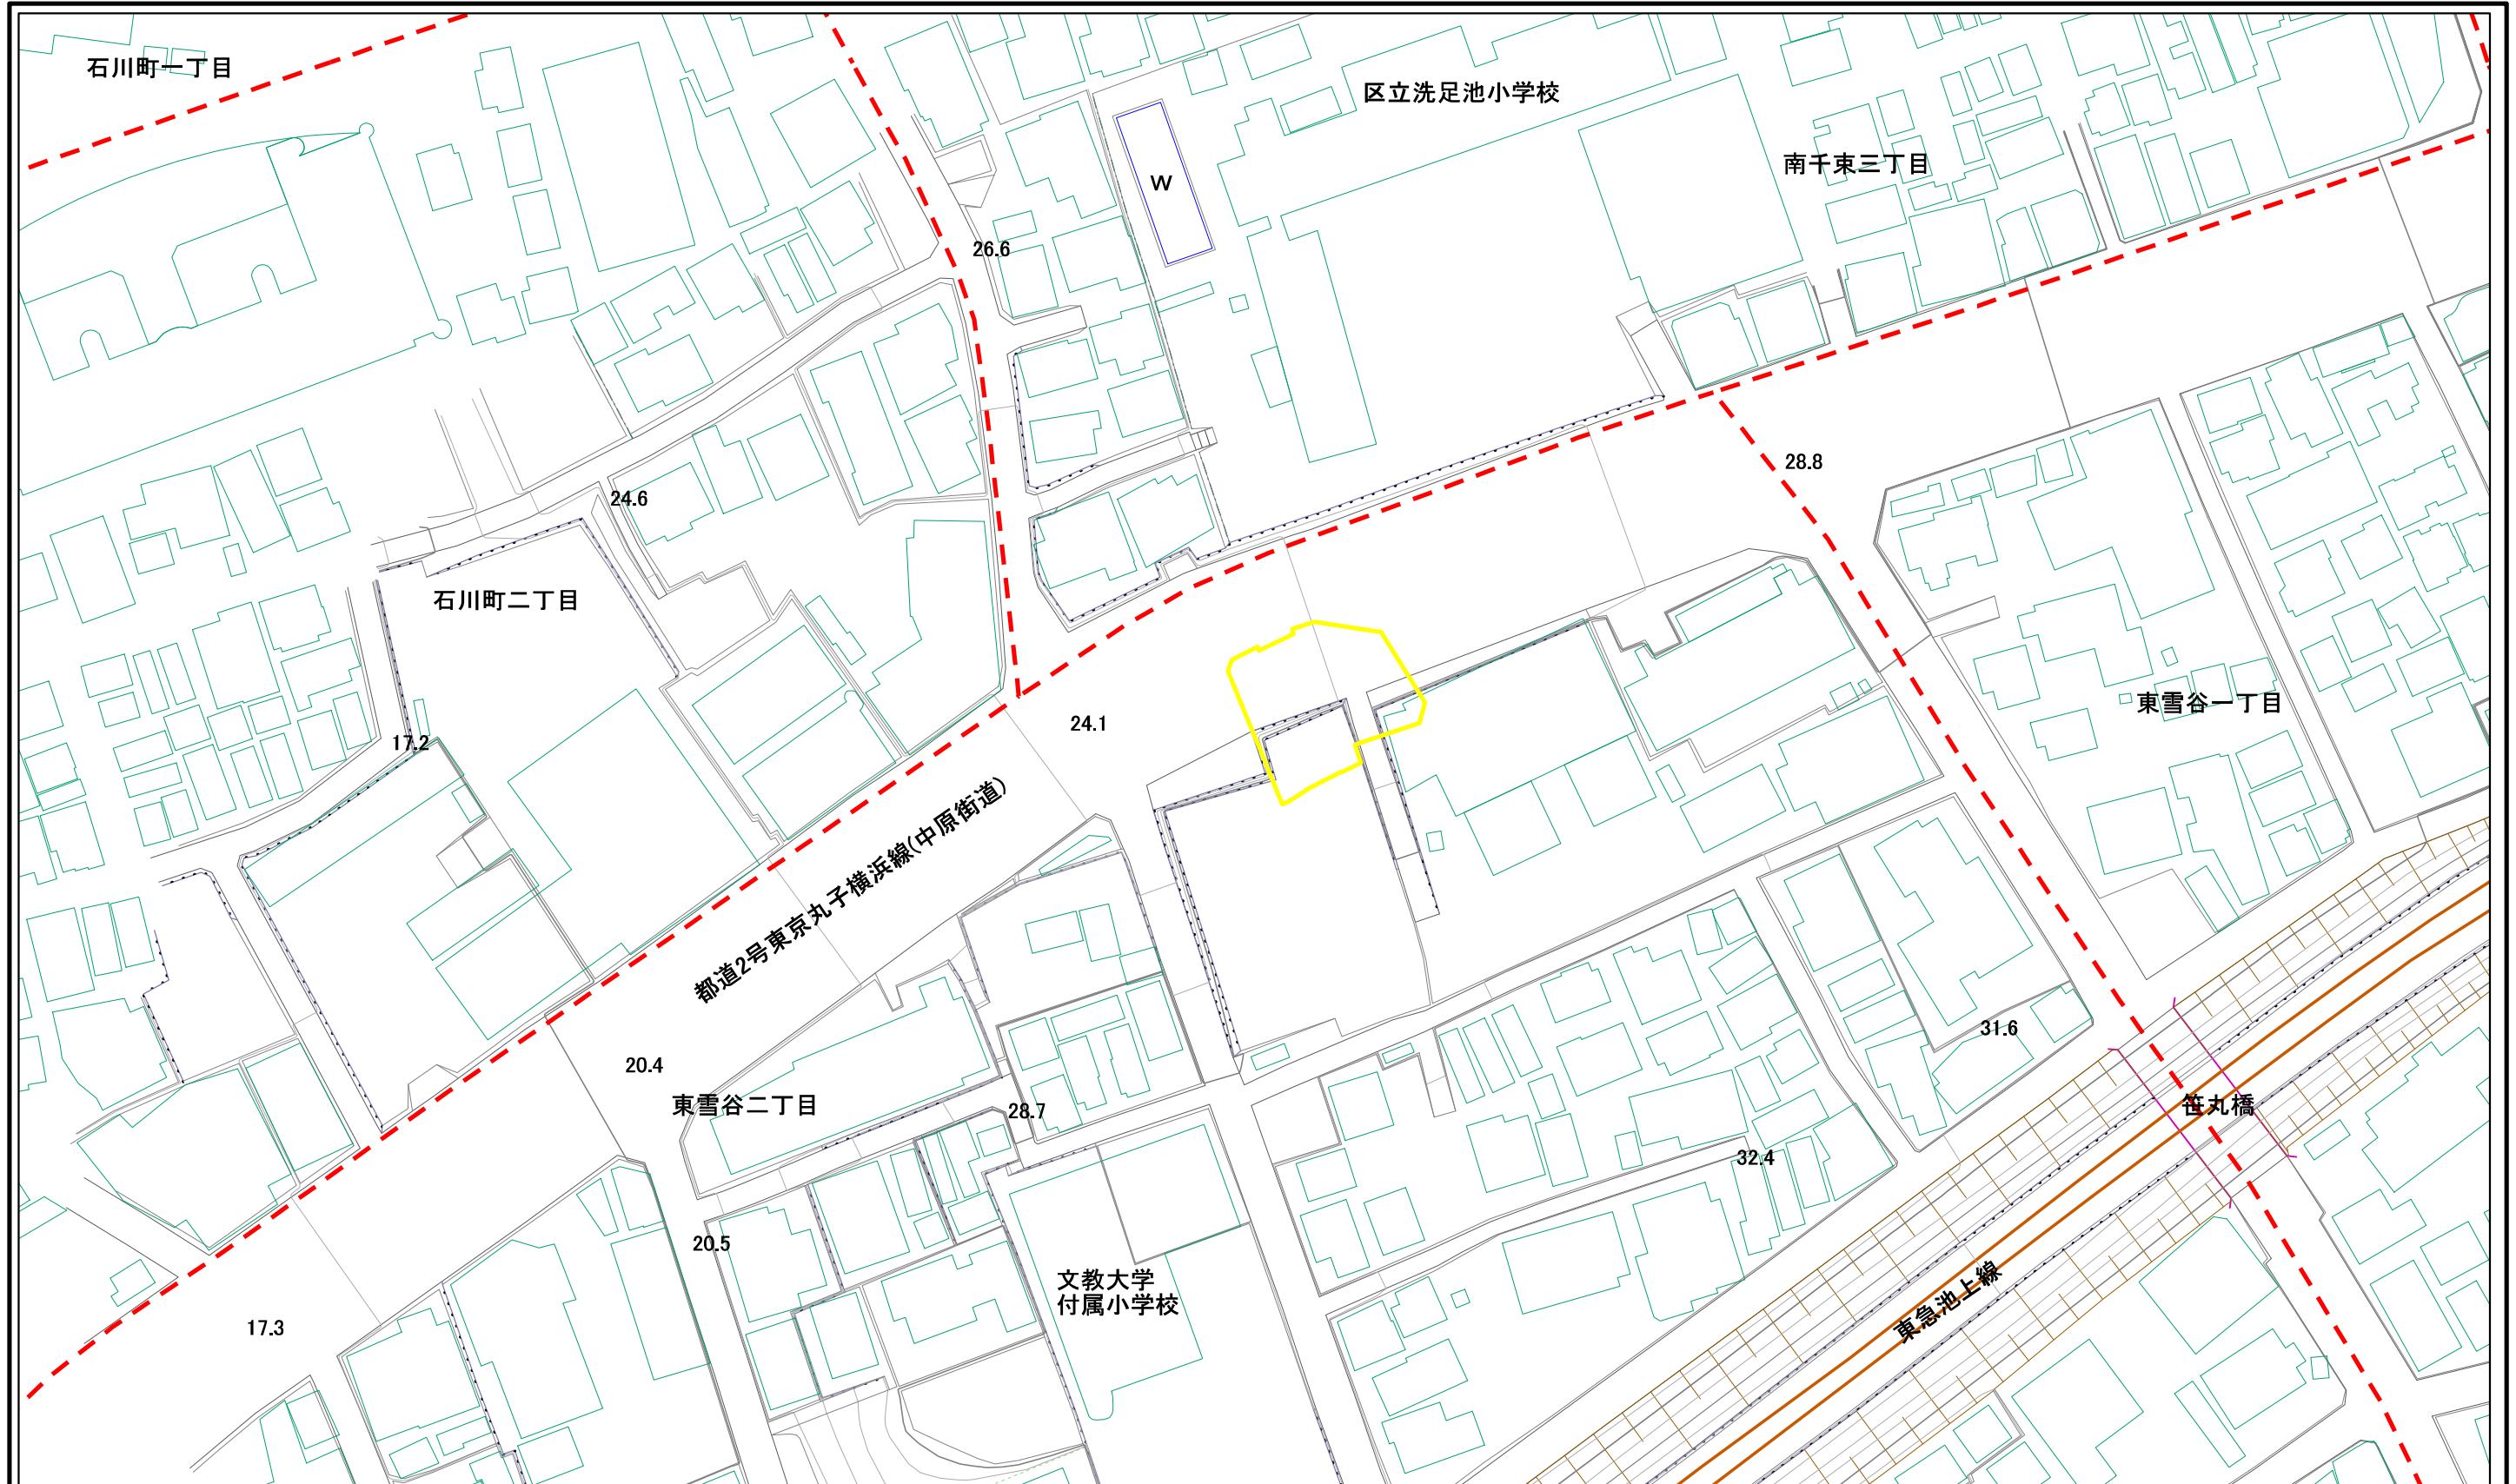 石川町一丁目
区立洗足池小学校
南千束三丁目
W
26.6
28.8
24.6
石川町二丁目
東雪谷一丁目
24.1
17.2
都道2号東京丸子横浜線(中原街道)
31.6
20.4
東雪谷二丁目
28.7
笹丸橋
32.4
20.5
文教大学
付属小学校
東急池上線
17.3